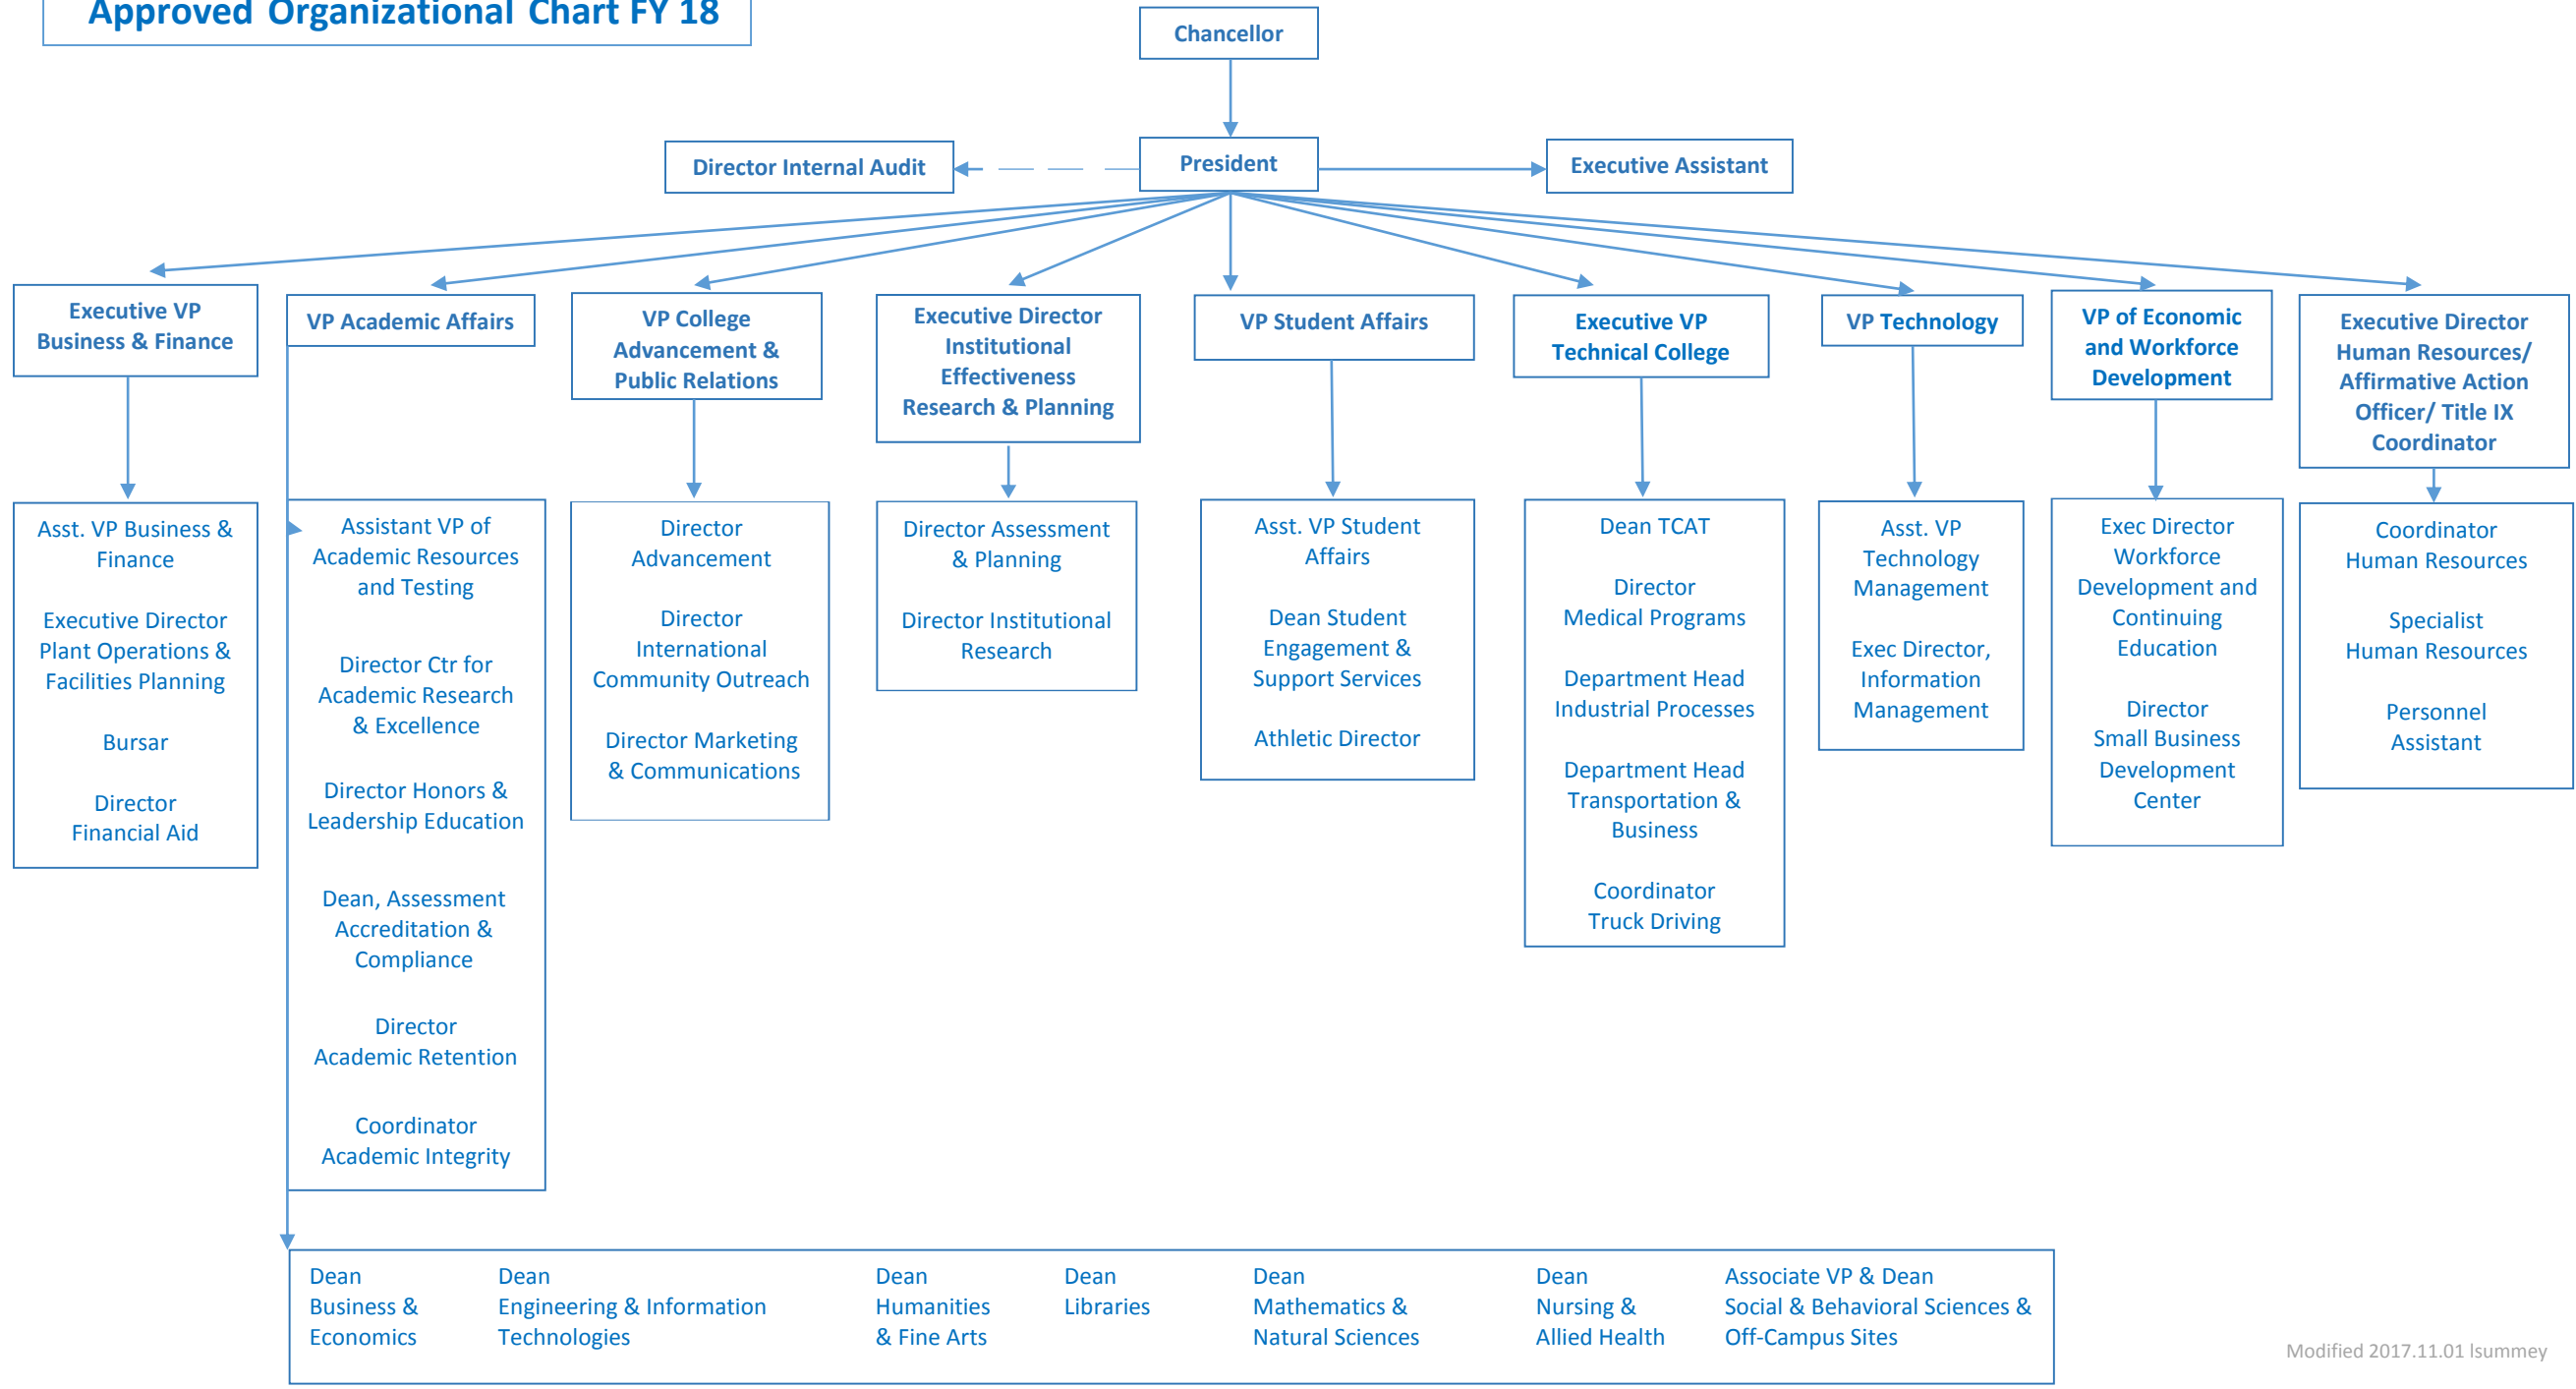 Approved Organizational Chart FY 18
Chancellor
Director Internal Audit
President
Executive Assistant
Executive VP
Business & Finance
VP Academic Affairs
VP College
Advancement &
Public Relations
Executive Director
Institutional
Effectiveness
Research & Planning
VP Student Affairs
Executive VP
Technical College
VP Technology
VP of Economic
and Workforce
Development
Executive Director
Human Resources/
Affirmative Action
Officer/ Title IX
Coordinator
Asst. VP Business &
Finance
Executive Director
Plant Operations &
Facilities Planning
Bursar
Director
Financial Aid
Assistant VP of
Academic Resources
and Testing
Director Ctr for
Academic Research
& Excellence
Director Honors &
Leadership Education
Dean, Assessment
Accreditation &
Compliance
Director
Academic Retention
Coordinator
Academic Integrity
Director
Advancement
Director
International
Community Outreach
Director Marketing
& Communications
Director Assessment
& Planning
Director Institutional
Research
Asst. VP Student
Affairs
Dean Student
Engagement &
Support Services
Athletic Director
Dean TCAT
Director
Medical Programs
Department Head
Industrial Processes
Department Head
Transportation &
Business
Coordinator
Truck Driving
Asst. VP
Technology
Management
Exec Director,
Information
Management
Exec Director
Workforce
Development and
Continuing
Education
Director
Small Business
Development
Center
Coordinator
Human Resources
Specialist
Human Resources
Personnel
Assistant
Dean
Business &
Economics
Dean
Engineering & Information
Technologies
Dean
Humanities
& Fine Arts
Dean
Libraries
Dean
Mathematics &
Natural Sciences
Dean
Nursing &
Allied Health
Associate VP & Dean
Social & Behavioral Sciences &
Off-Campus Sites
Modified 2017.11.01 lsummey